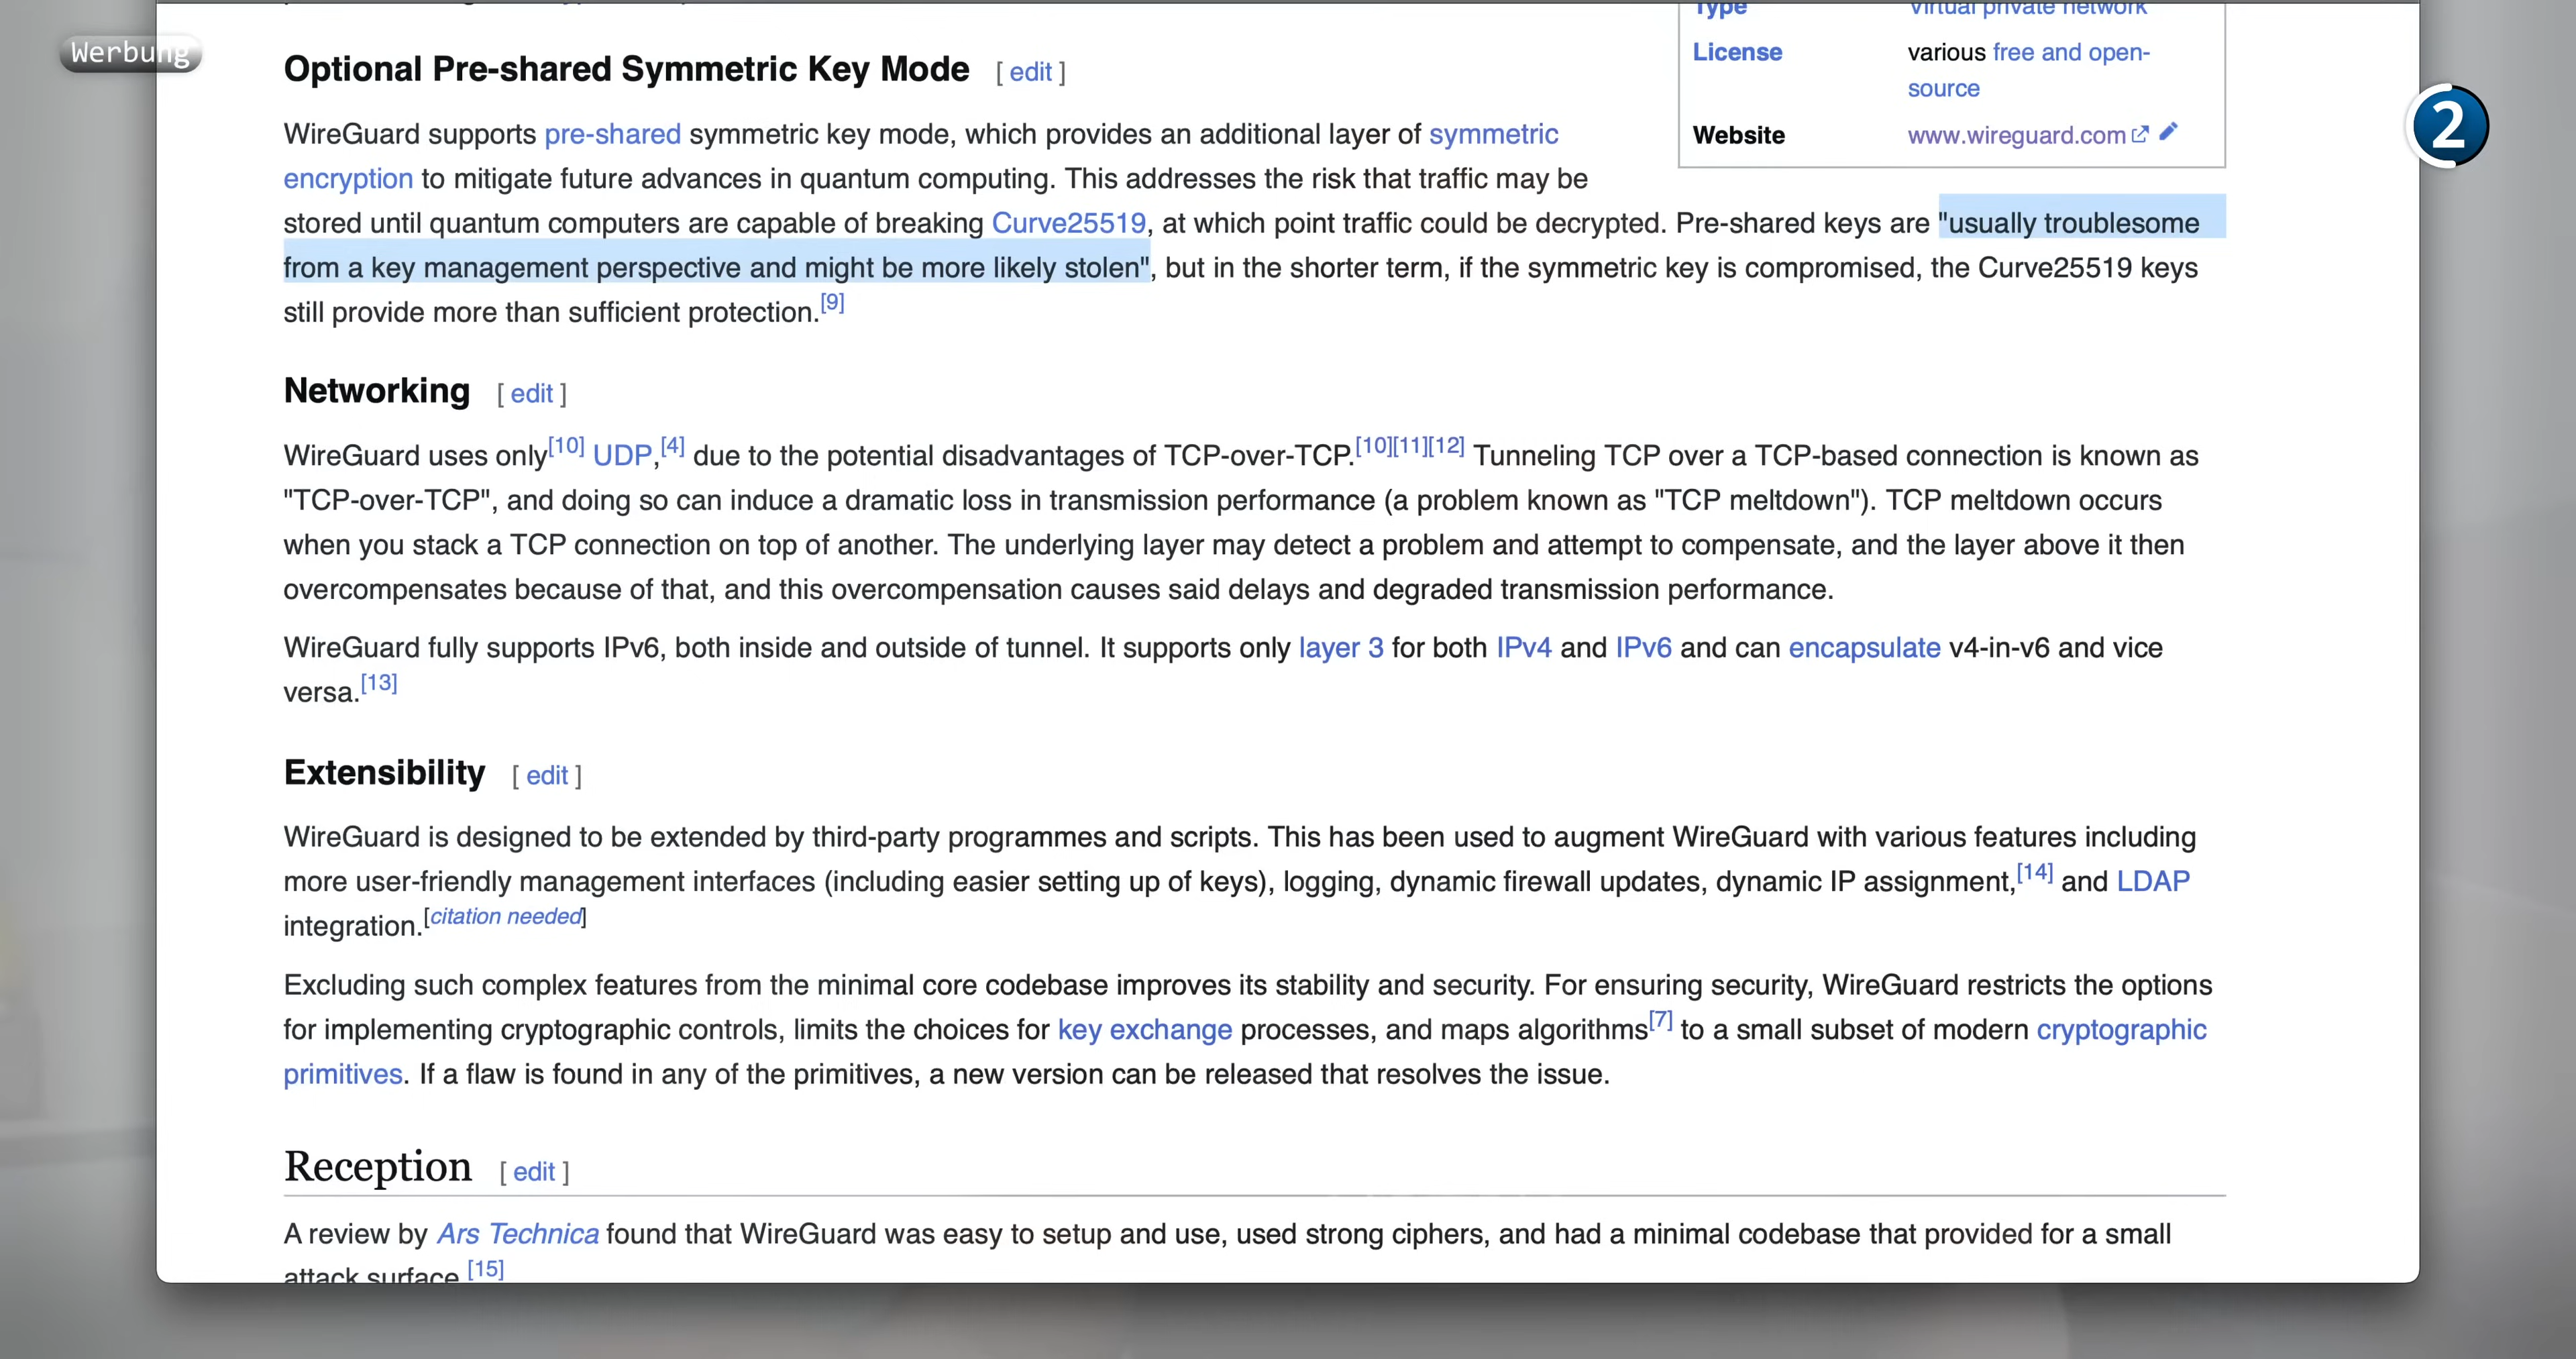 Type Virtual private network
Werbung
License various free and open-
source
Website www.wireguard.com
2
Optional Pre-shared Symmetric Key Mode [ edit ]
WireGuard supports pre-shared symmetric key mode, which provides an additional layer of symmetric
encryption to mitigate future advances in quantum computing. This addresses the risk that traffic may be
stored until quantum computers are capable of breaking Curve25519, at which point traffic could be decrypted. Pre-shared keys are "usually troublesome
from a key management perspective and might be more likely stolen", but in the shorter term, if the symmetric key is compromised, the Curve25519 keys
still provide more than sufficient protection.[9]
Networking [ edit ]
WireGuard uses only[10] UDP,[4] due to the potential disadvantages of TCP-over-TCP.[10][11][12] Tunneling TCP over a TCP-based connection is known as
"TCP-over-TCP", and doing so can induce a dramatic loss in transmission performance (a problem known as "TCP meltdown"). TCP meltdown occurs
when you stack a TCP connection on top of another. The underlying layer may detect a problem and attempt to compensate, and the layer above it then
overcompensates because of that, and this overcompensation causes said delays and degraded transmission performance.
WireGuard fully supports IPv6, both inside and outside of tunnel. It supports only layer 3 for both IPv4 and IPv6 and can encapsulate v4-in-v6 and vice
versa.[13]
Extensibility [ edit ]
WireGuard is designed to be extended by third-party programmes and scripts. This has been used to augment WireGuard with various features including
more user-friendly management interfaces (including easier setting up of keys), logging, dynamic firewall updates, dynamic IP assignment,[14] and LDAP
integration.[citation needed]
Excluding such complex features from the minimal core codebase improves its stability and security. For ensuring security, WireGuard restricts the options
for implementing cryptographic controls, limits the choices for key exchange processes, and maps algorithms[7] to a small subset of modern cryptographic
primitives. If a flaw is found in any of the primitives, a new version can be released that resolves the issue.
Reception [ edit ]
A review by Ars Technica found that WireGuard was easy to setup and use, used strong ciphers, and had a minimal codebase that provided for a small
attack surface.[15]